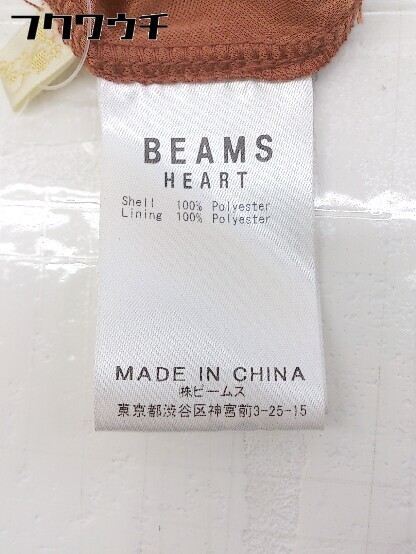 フクウクチ
BEAMS
HEART
Shell 100% Polyester
Lining 100% Polyester
MADE IN CHINA
㈱ビームス
東京都渋谷区神宮前3-25-15